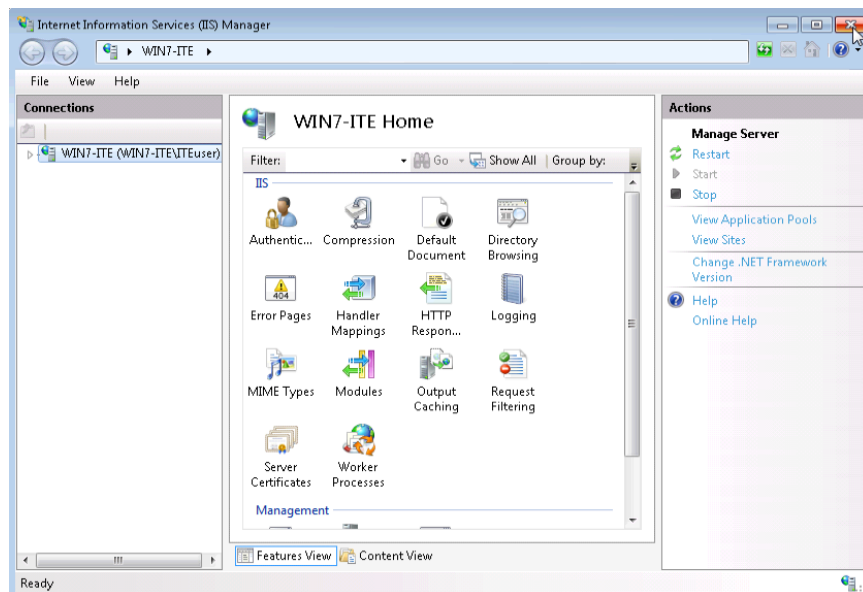 Internet Information Services (IIS) Manager
WIN7-ITE
File View Help
Connections
WIN7-ITE (WIN7-ITE\ITEuser)
WIN7-ITE Home
Filter: Go Show All Group by:
IIS
Authentic... Compression Default Document Directory Browsing
404
Error Pages Handler Mappings HTTP Respon... Logging
MIME Types Modules Output Caching Request Filtering
Server Certificates Worker Processes
Management
Features View Content View
Actions
Manage Server
Restart
Start
Stop
View Application Pools
View Sites
Change .NET Framework
Version
Help
Online Help
Ready